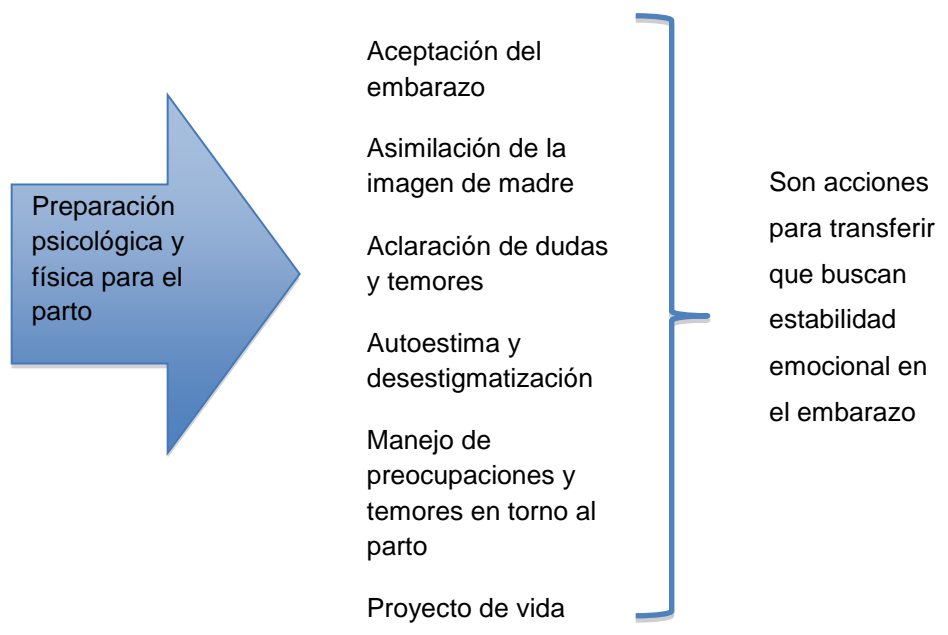 Preparación
psicológica y
física para el
parto
Aceptación del
embarazo
Asimilación de la
imagen de madre
Aclaración de dudas
y temores
Autoestima y
desestigmatización
Manejo de
preocupaciones y
temores en torno al
parto
Proyecto de vida
Son acciones
para transferir
que buscan
estabilidad
emocional en
el embarazo